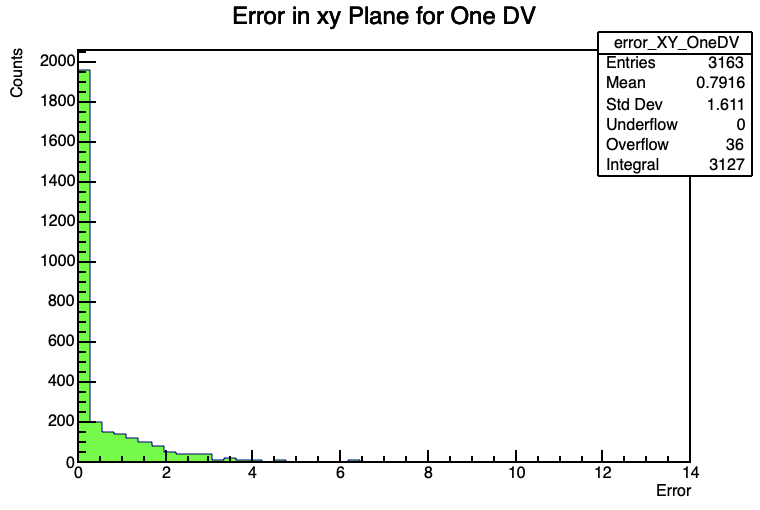 Error in xy Plane for One DV
error_XY_OneDV
Entries 3163
Mean 0.7916
Std Dev 1.611
Underflow 0
Overflow 36
Integral 3127
Counts
2000
1800
1600
1400
1200
1000
800
600
400
200
0
0 2 4 6 8 10 12 14
Error